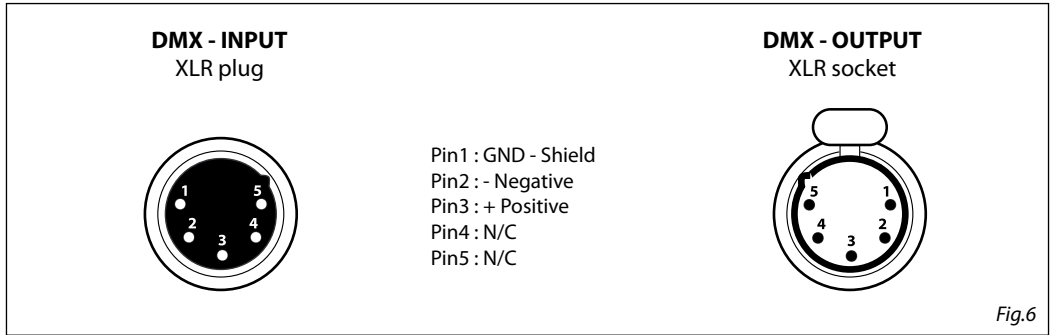 DMX - INPUT
XLR plug
1
5
2
4
3
Pin1 : GND - Shield
Pin2 : - Negative
Pin3 : + Positive
Pin4 : N/C
Pin5 : N/C
DMX - OUTPUT
XLR socket
5
1
4
2
3
Fig.6